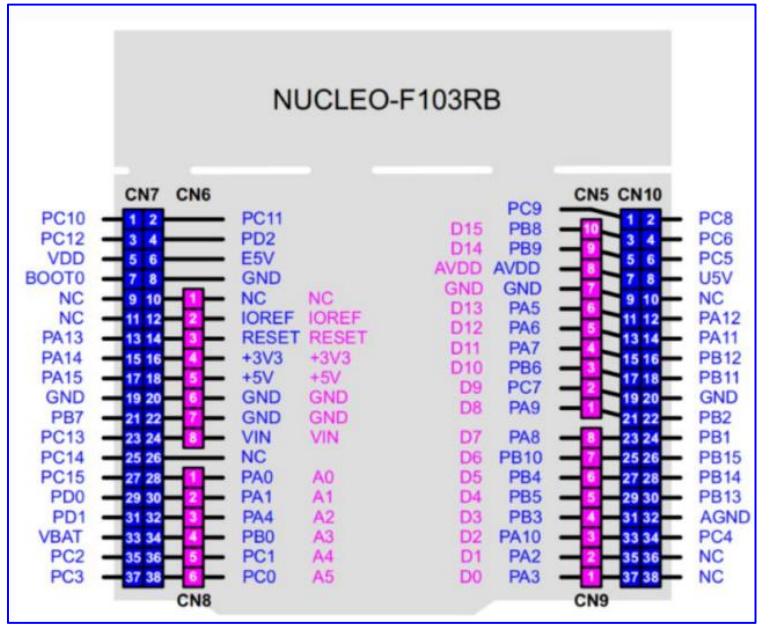 NUCLEO-F103RB
CN7 CN6 CN5 CN10
PC9
PC10 1 2 PC11 D15 PB8 10 1 2 PC8
PC12 3 4 PD2 D14 PB9 9 3 4 PC6
VDD 5 6 E5V AVDD AVDD 8 5 6 PC5
BOOT0 7 8 GND GND GND 7 7 8 U5V
NC 9 10 1 NC NC D13 PA5 6 9 10 NC
NC 11 12 2 IOREF IOREF D12 PA6 5 11 12 PA12
PA13 13 14 3 RESET RESET D11 PA7 4 13 14 PA11
PA14 15 16 4 +3V3 +3V3 D10 PB6 3 15 16 PB12
PA15 17 18 5 +5V +5V D9 PC7 2 17 18 PB11
GND 19 20 6 GND GND D8 PA9 1 19 20 GND
PB7 21 22 7 GND GND 21 22 PB2
PC13 23 24 8 VIN VIN D7 PA8 8 23 24 PB1
PC14 25 26 NC D6 PB10 7 25 26 PB15
PC15 27 28 1 PA0 A0 D5 PB4 6 27 28 PB14
PD0 29 30 2 PA1 A1 D4 PB5 5 29 30 PB13
PD1 31 32 3 PA4 A2 D3 PB3 4 31 32 AGND
VBAT 33 34 4 PB0 A3 D2 PA10 3 33 34 PC4
PC2 35 36 5 PC1 A4 D1 PA2 2 35 36 NC
PC3 37 38 6 PC0 A5 D0 PA3 1 37 38 NC
CN8 CN9